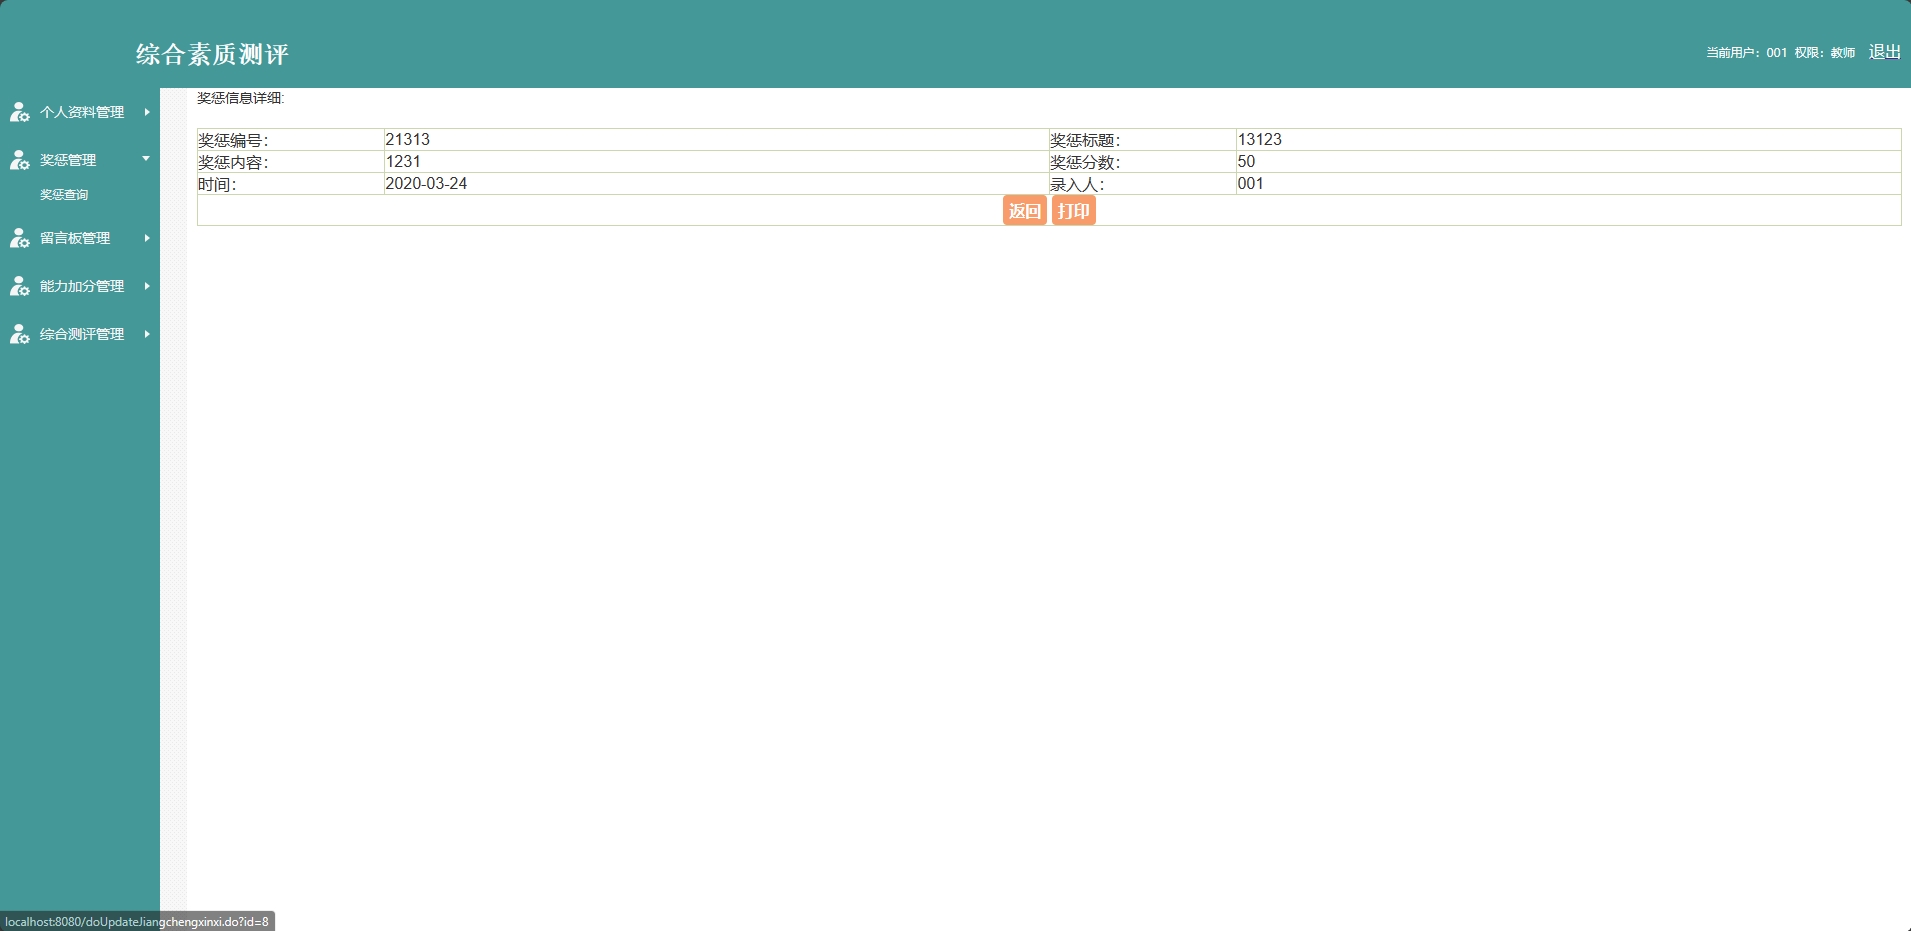 综合素质测评
当前用户：001 权限：教师 退出
个人资料管理
奖惩管理
奖惩查询
留言板管理
能力加分管理
综合测评管理
奖惩信息详细:
奖惩编号： 21313 奖惩标题： 13123
奖惩内容： 1231 奖惩分数： 50
时间： 2020-03-24 录入人： 001
返回 打印
localhost:8080/doUpdateJiangchengxinxi.do?id=8